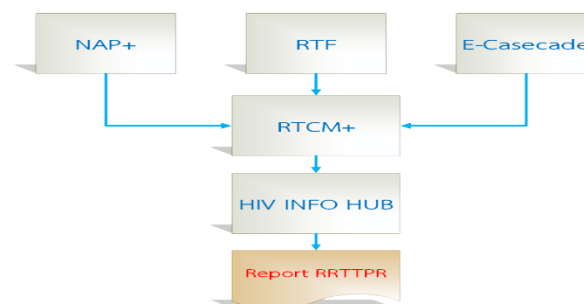 NAP+
RTF
E-Casecade
RTCM+
HIV INFO HUB
Report RRTTPR